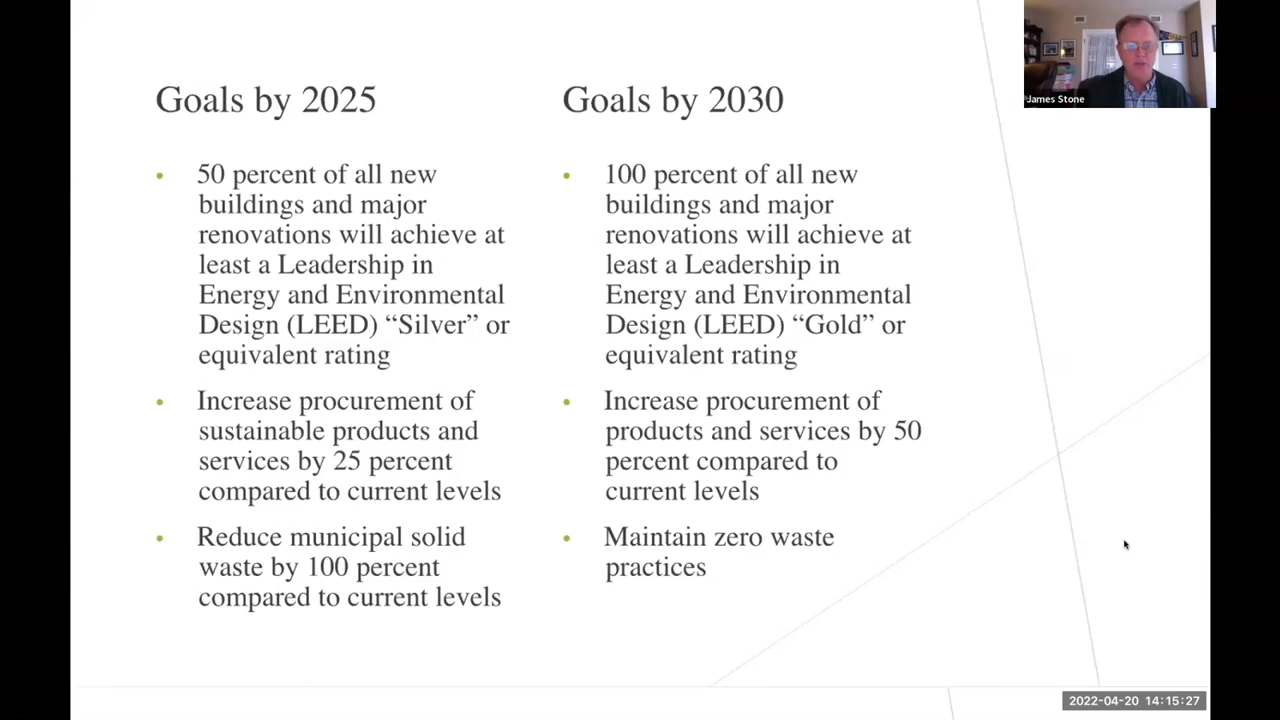 Goals by 2025
50 percent of all new
buildings and major
renovations will achieve at
least a Leadership in
Energy and Environmental
Design (LEED) “Silver” or
equivalent rating
Increase procurement of
sustainable products and
services by 25 percent
compared to current levels
Reduce municipal solid
waste by 100 percent
compared to current levels
Goals by 2030
100 percent of all new
buildings and major
renovations will achieve at
least a Leadership in
Energy and Environmental
Design (LEED) “Gold” or
equivalent rating
Increase procurement of
products and services by 50
percent compared to
current levels
Maintain zero waste
practices
James Stone
2022-04-20 14:15:27